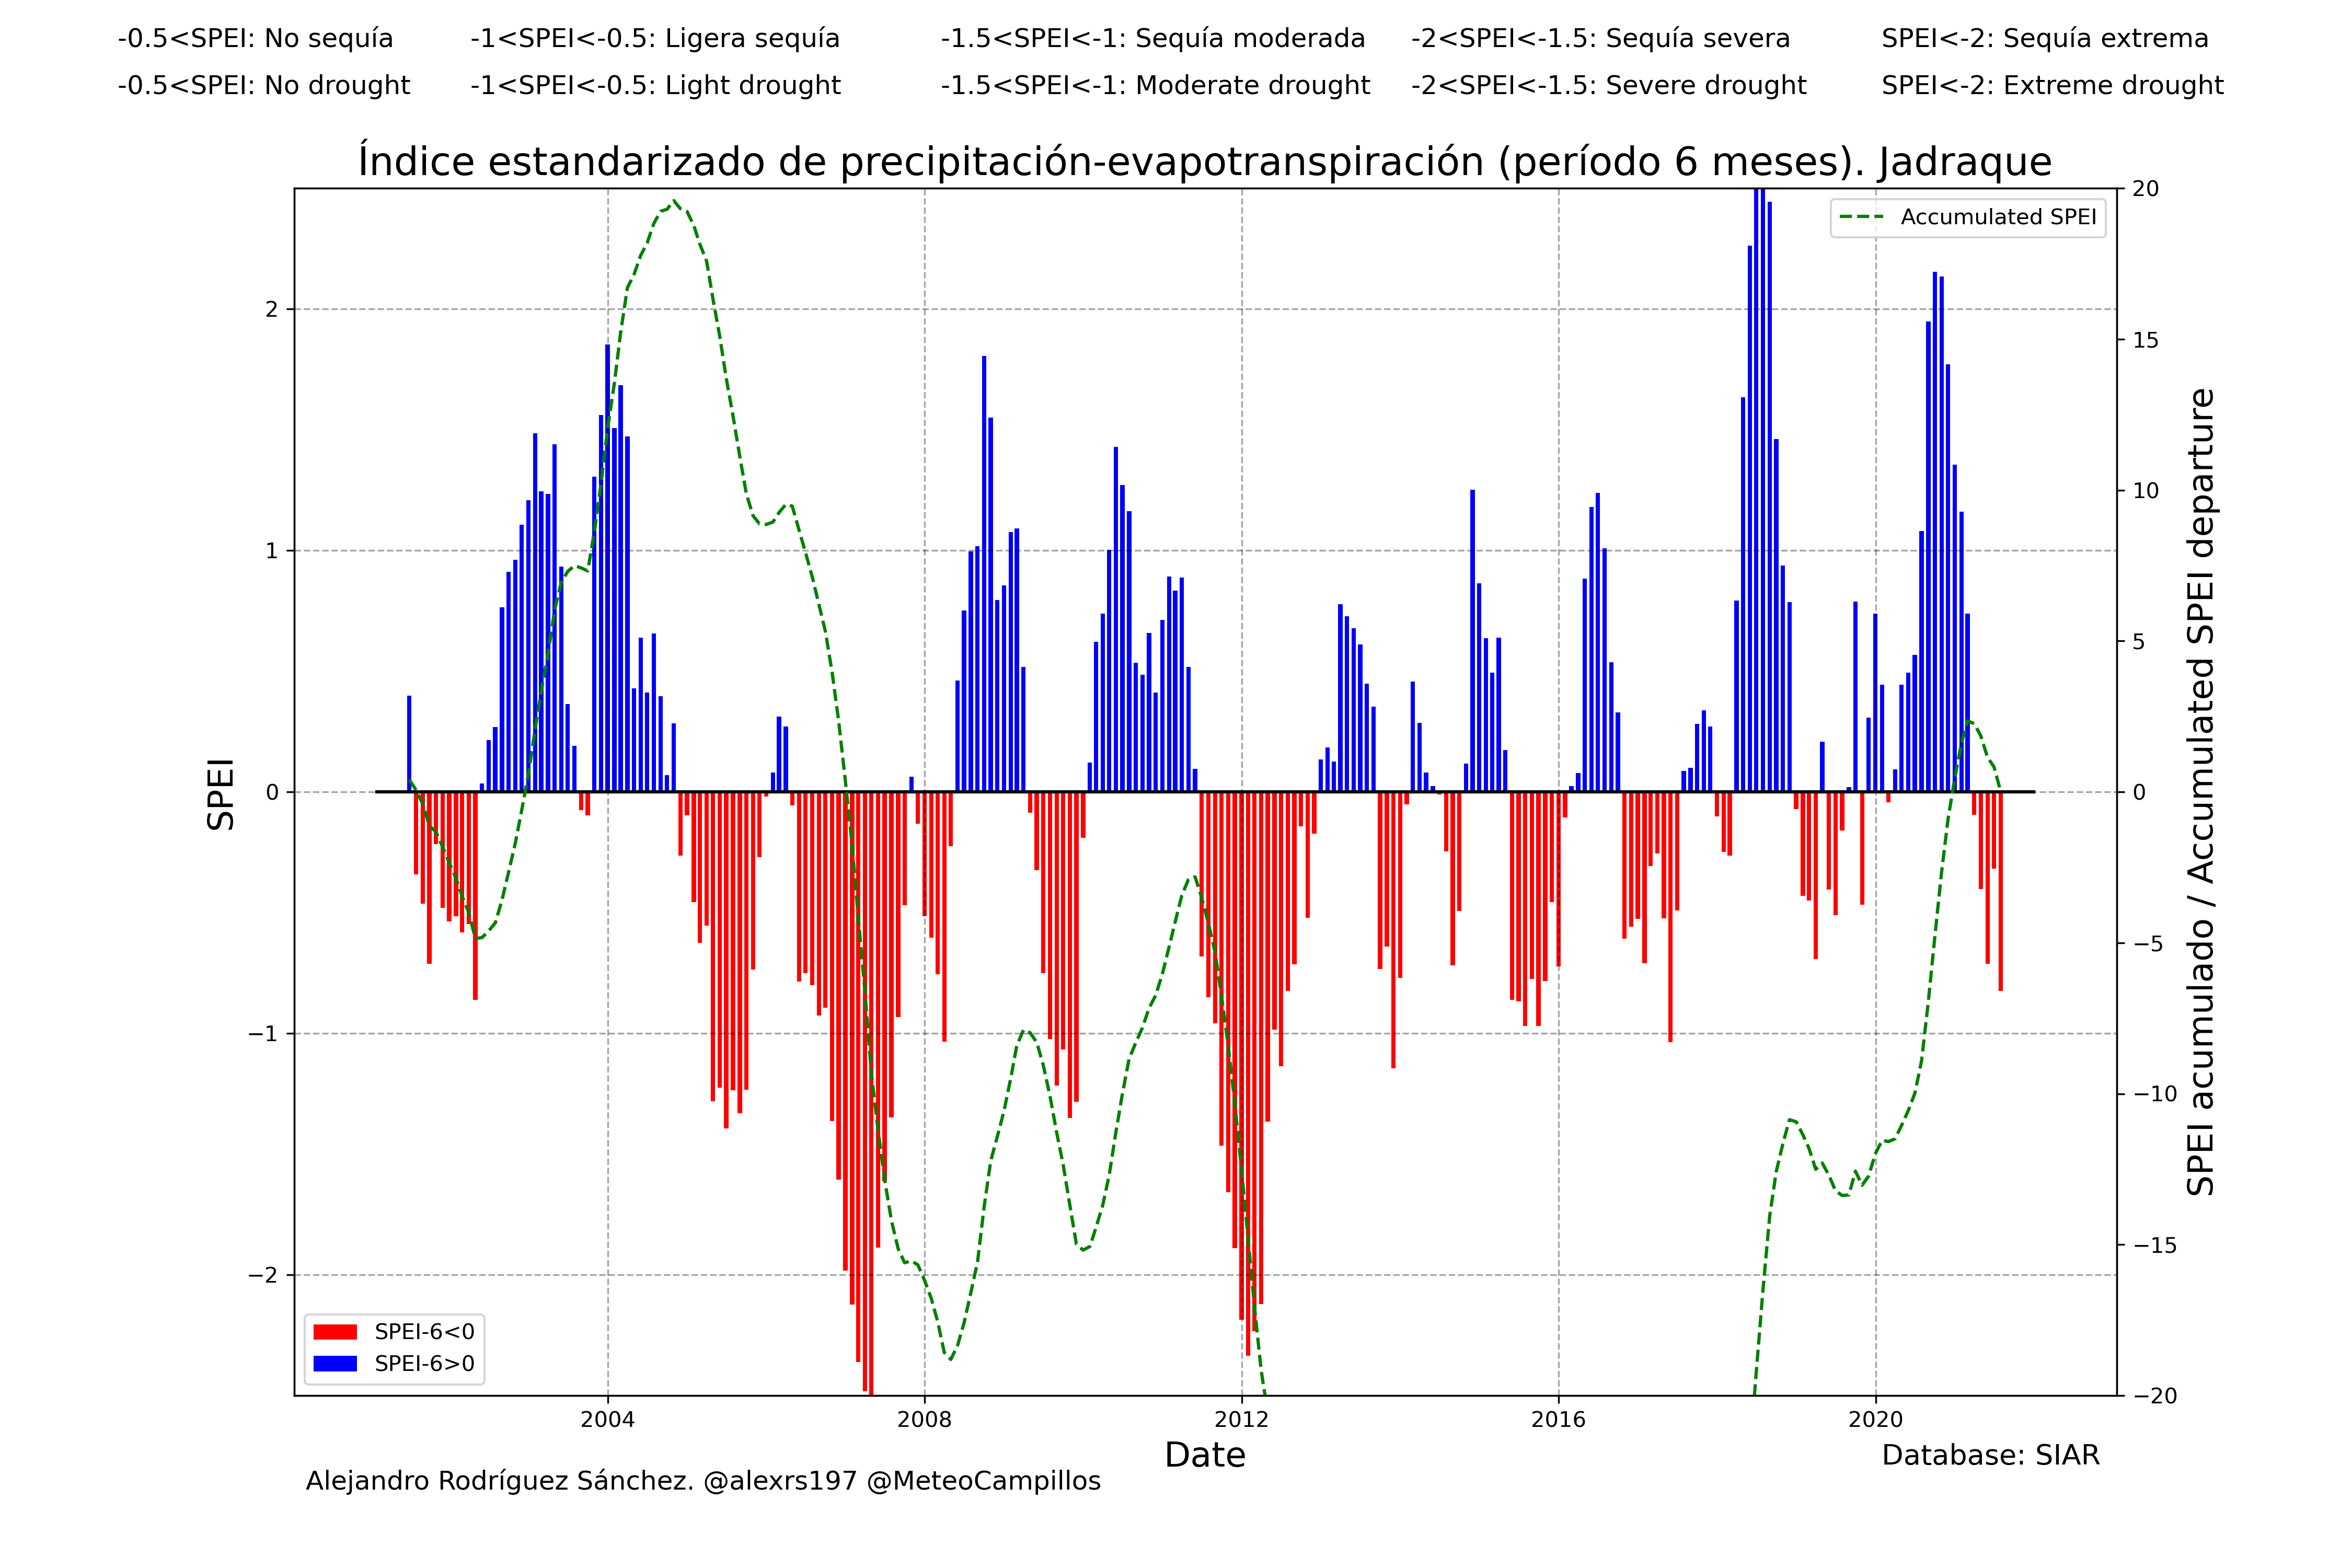 -0.5<SPEI: No sequía -1<SPEI<-0.5: Ligera sequía -1.5<SPEI<-1: Sequía moderada -2<SPEI<-1.5: Sequía severa SPEI<-2: Sequía extrema
-0.5<SPEI: No drought -1<SPEI<-0.5: Light drought -1.5<SPEI<-1: Moderate drought -2<SPEI<-1.5: Severe drought SPEI<-2: Extreme drought
Índice estandarizado de precipitación-evapotranspiración (período 6 meses). Jadraque
Accumulated SPEI
SPEI
2
1
0
−1
−2
20
15
10
5
0
−5
−10
−15
−20
SPEI acumulado / Accumulated SPEI departure
SPEI-6<0
SPEI-6>0
2004 2008 2012 2016 2020
Date
Database: SIAR
Alejandro Rodríguez Sánchez. @alexrs197 @MeteoCampillos